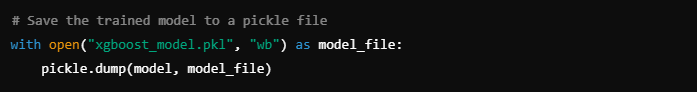 # Save the trained model to a pickle file
with open("xgboost_model.pkl", "wb") as model_file:
    pickle.dump(model, model_file)